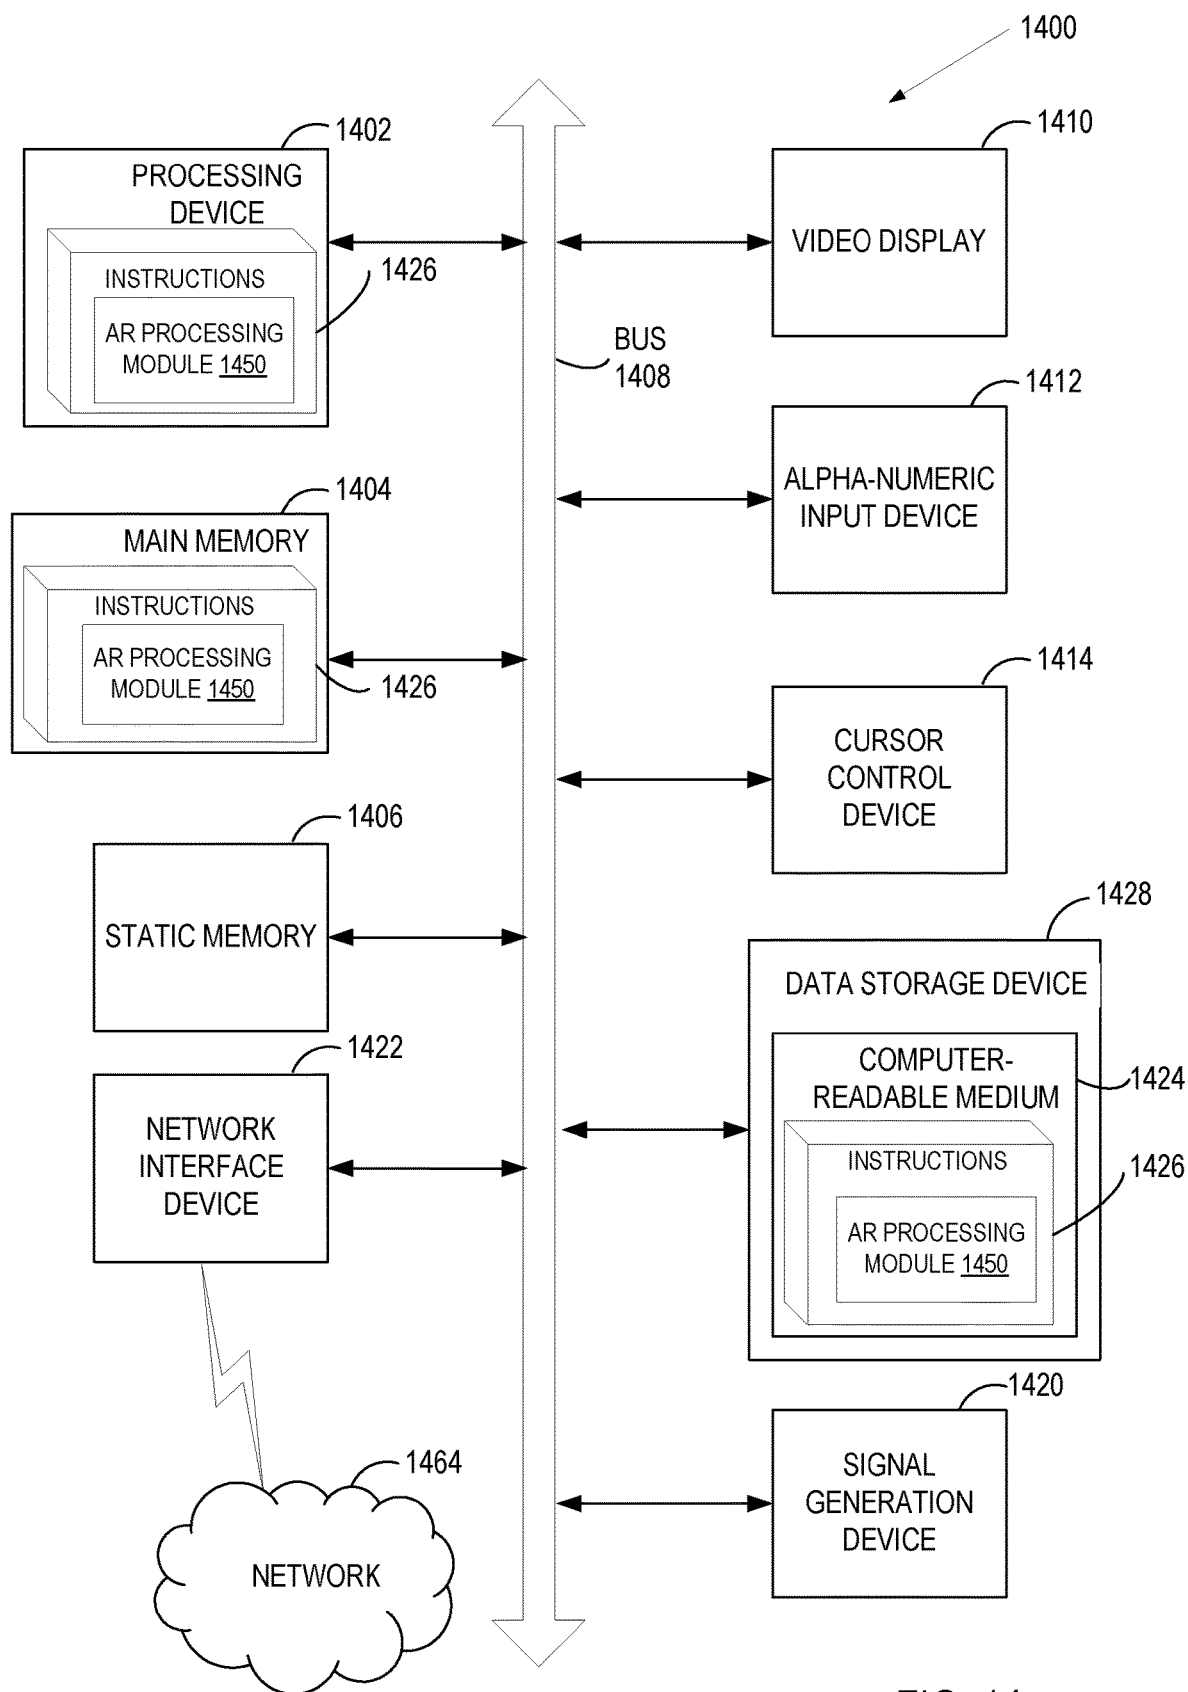 1400
1402
PROCESSING
DEVICE
INSTRUCTIONS
AR PROCESSING
MODULE 1450
1426
1410
VIDEO DISPLAY
BUS
1408
1412
ALPHA-NUMERIC
INPUT DEVICE
1404
MAIN MEMORY
INSTRUCTIONS
AR PROCESSING
MODULE 1450
1426
1414
CURSOR
CONTROL
DEVICE
1406
STATIC MEMORY
1428
DATA STORAGE DEVICE
COMPUTER-
READABLE MEDIUM
1424
INSTRUCTIONS
AR PROCESSING
MODULE 1450
1426
1422
NETWORK
INTERFACE
DEVICE
1420
SIGNAL
GENERATION
DEVICE
1464
NETWORK